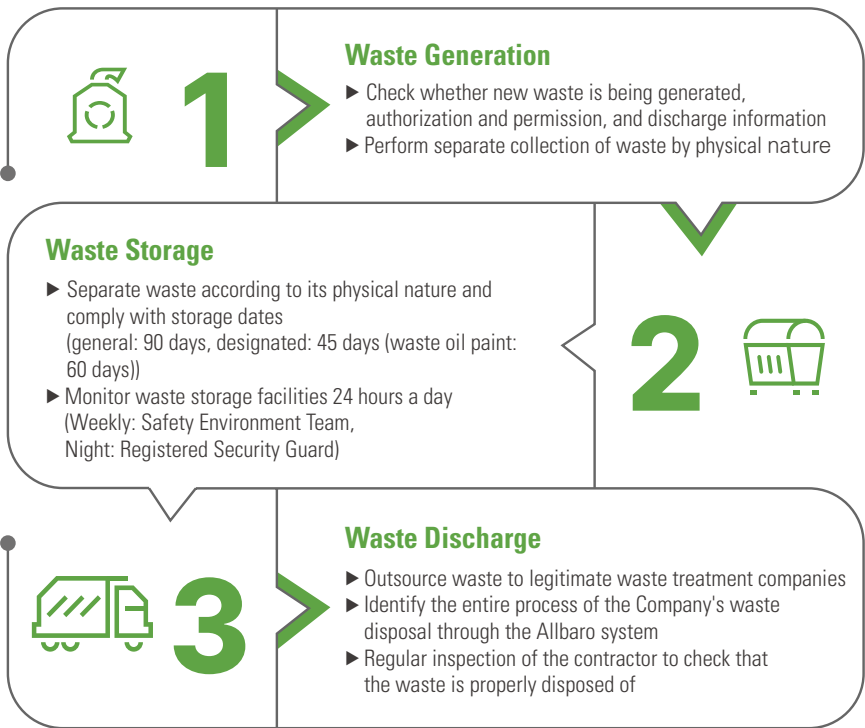 1
Waste Generation
▶ Check whether new waste is being generated,
authorization and permission, and discharge information
▶ Perform separate collection of waste by physical nature
Waste Storage
▶ Separate waste according to its physical nature and
comply with storage dates
(general: 90 days, designated: 45 days (waste oil paint:
60 days))
▶ Monitor waste storage facilities 24 hours a day
(Weekly: Safety Environment Team,
Night: Registered Security Guard)
2
3
Waste Discharge
▶ Outsource waste to legitimate waste treatment companies
▶ Identify the entire process of the Company's waste
disposal through the Allbaro system
▶ Regular inspection of the contractor to check that
the waste is properly disposed of